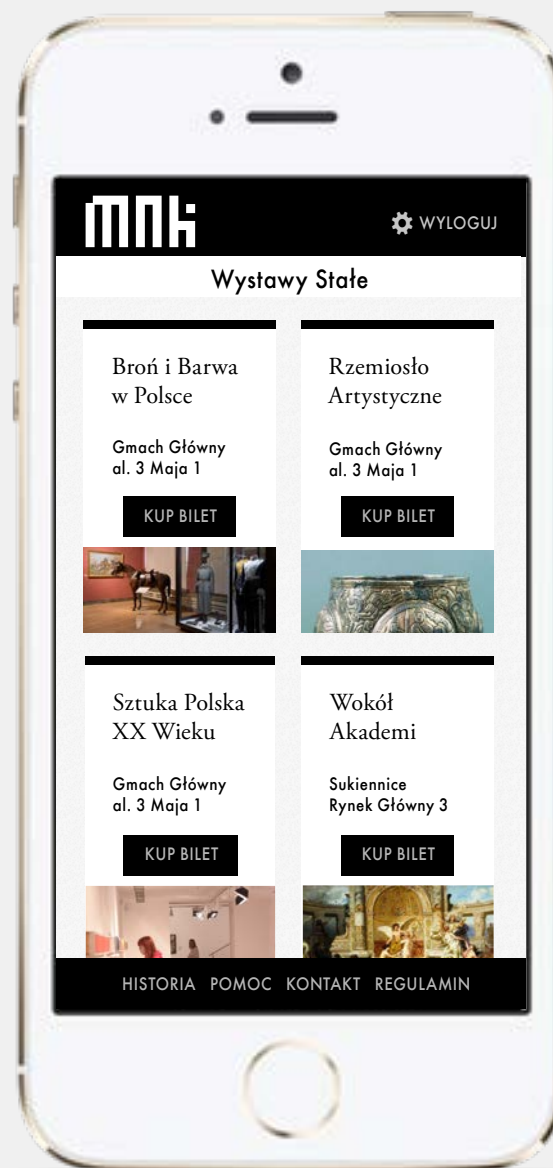 mnk
WYLOGUJ
Wystawy Stałe
Broń i Barwa
w Polsce
Gmach Główny
al. 3 Maja 1
KUP BILET
Rzemiosło
Artystyczne
Gmach Główny
al. 3 Maja 1
KUP BILET
Sztuka Polska
XX Wieku
Gmach Główny
al. 3 Maja 1
KUP BILET
Wokół
Akademi
Sukiennice
Rynek Główny 3
KUP BILET
HISTORIA POMOC KONTAKT REGULAMIN